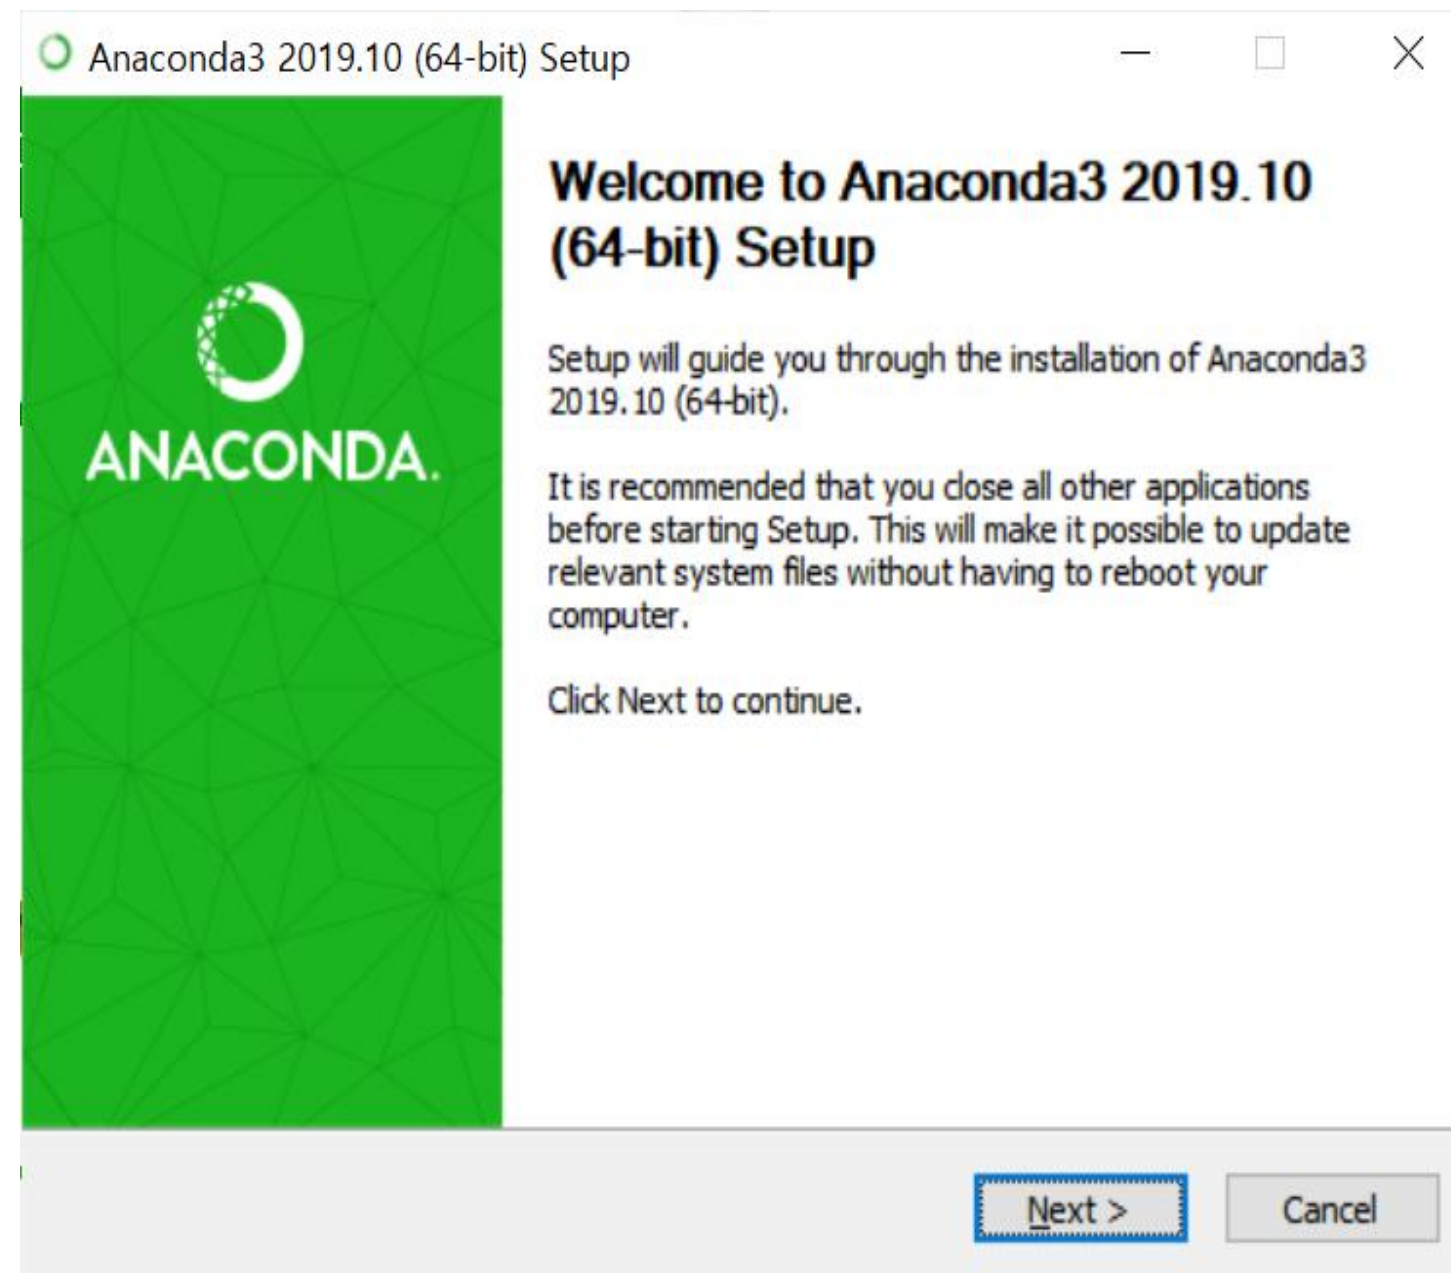 Anaconda3 2019.10 (64-bit) Setup
ANACONDA.
Welcome to Anaconda3 2019.10
(64-bit) Setup
Setup will guide you through the installation of Anaconda3
2019.10 (64-bit).
It is recommended that you close all other applications
before starting Setup. This will make it possible to update
relevant system files without having to reboot your
computer.
Click Next to continue.
Next >
Cancel